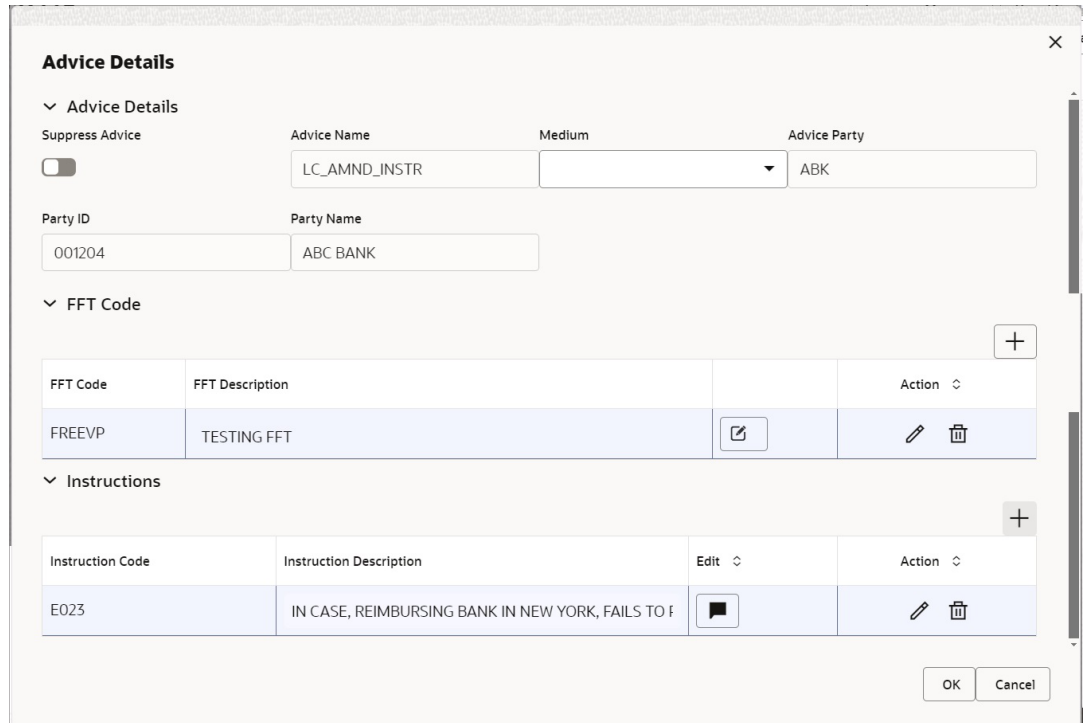 Advice Details
Advice Details
Suppress Advice Advice Name Medium Advice Party
LC_AMND_INSTR ABK
Party ID Party Name
001204 ABC BANK
FFT Code
FFT Code FFT Description Action
FREEVP TESTING FFT
Instructions
Instruction Code Instruction Description Edit Action
E023 IN CASE, REIMBURSING BANK IN NEW YORK, FAILS TO
OK Cancel